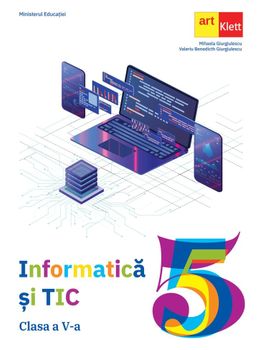 Ministerul Educației
art
Klett
Mihaela Giurgiulescu
Valeriu Benedicth Giurgiulescu
Informatică
și TIC
Clasa a V-a
5